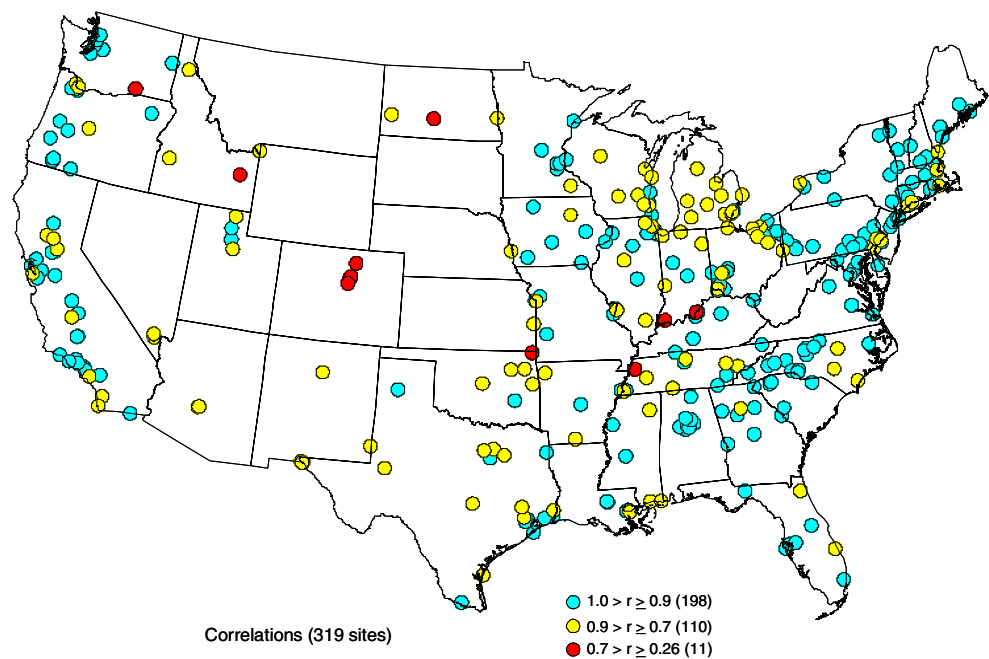 1.0 > r ≥ 0.9 (198)
0.9 > r ≥ 0.7 (110)
Correlations (319 sites)
0.7 > r ≥ 0.26 (11)